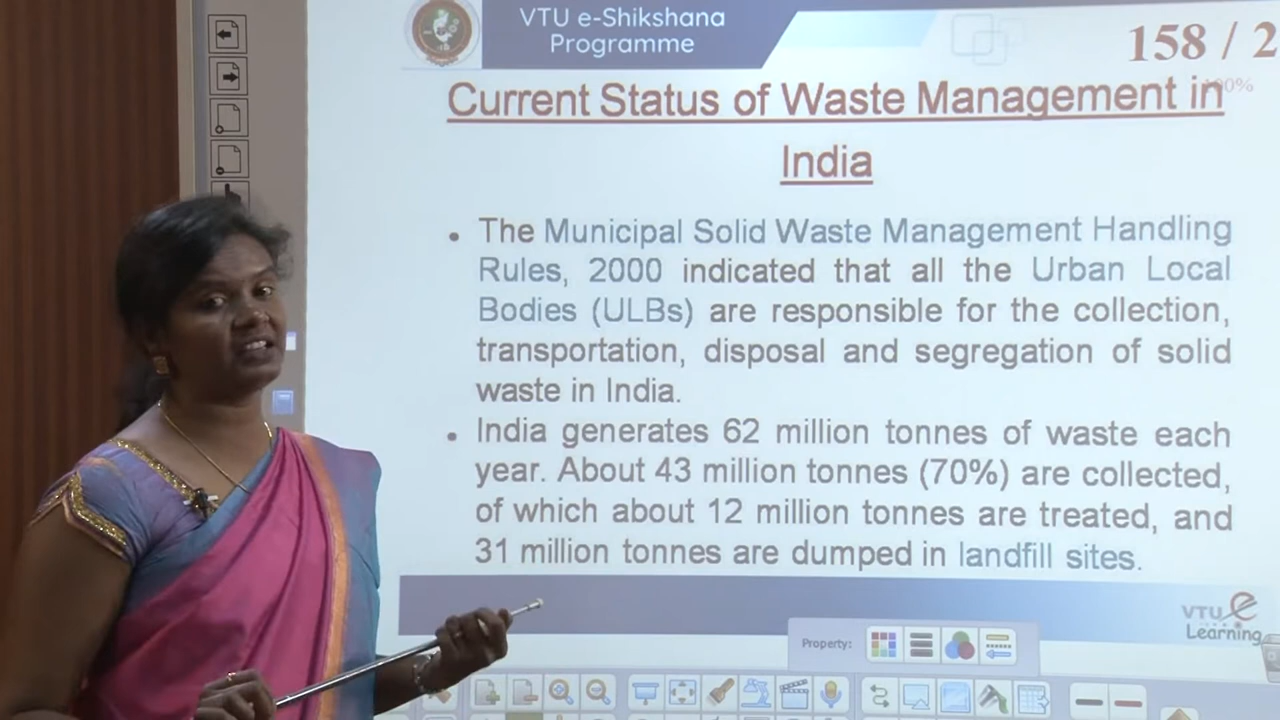 VTU e-Shikshana
Programme
158 / 2
100%
Current Status of Waste Management in
India
• The Municipal Solid Waste Management Handling
Rules, 2000 indicated that all the Urban Local
Bodies (ULBs) are responsible for the collection,
transportation, disposal and segregation of solid
waste in India.
• India generates 62 million tonnes of waste each
year. About 43 million tonnes (70%) are collected,
of which about 12 million tonnes are treated, and
31 million tonnes are dumped in landfill sites.
VTU e
Learning
Property: